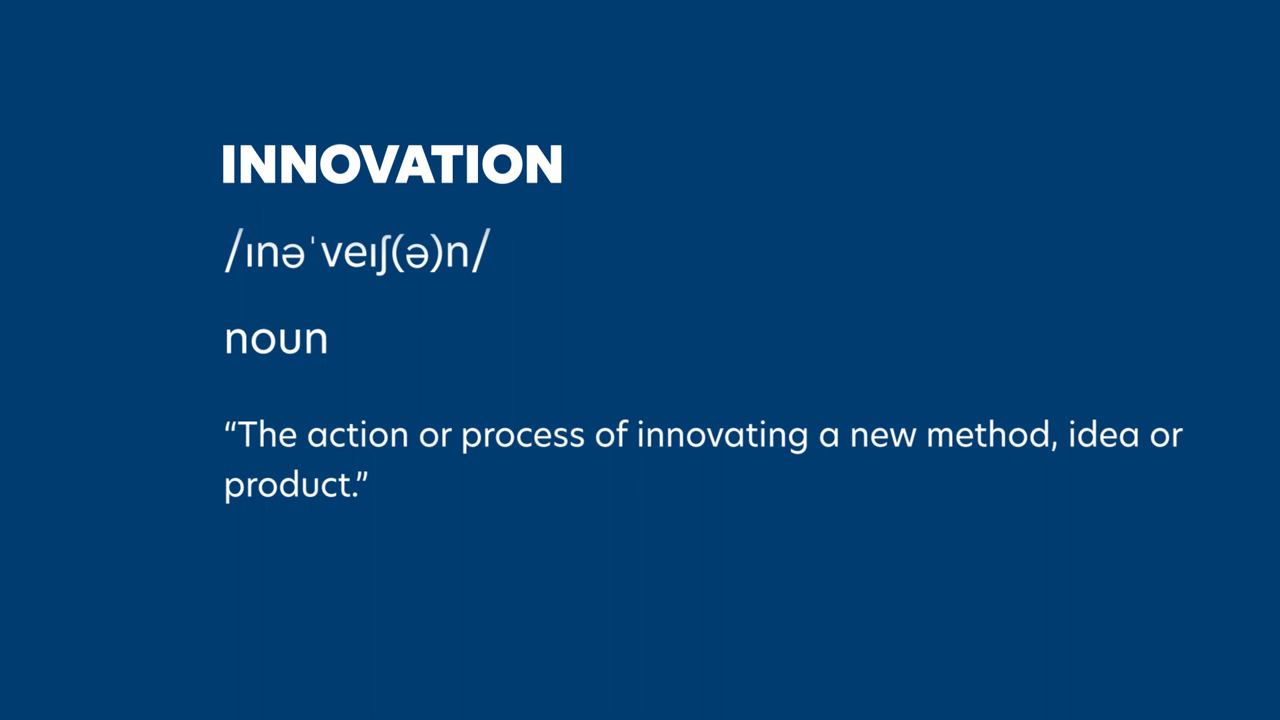 INNOVATION
/ɪnəˈveɪʃ(ə)n/
noun
“The action or process of innovating a new method, idea or
product.”